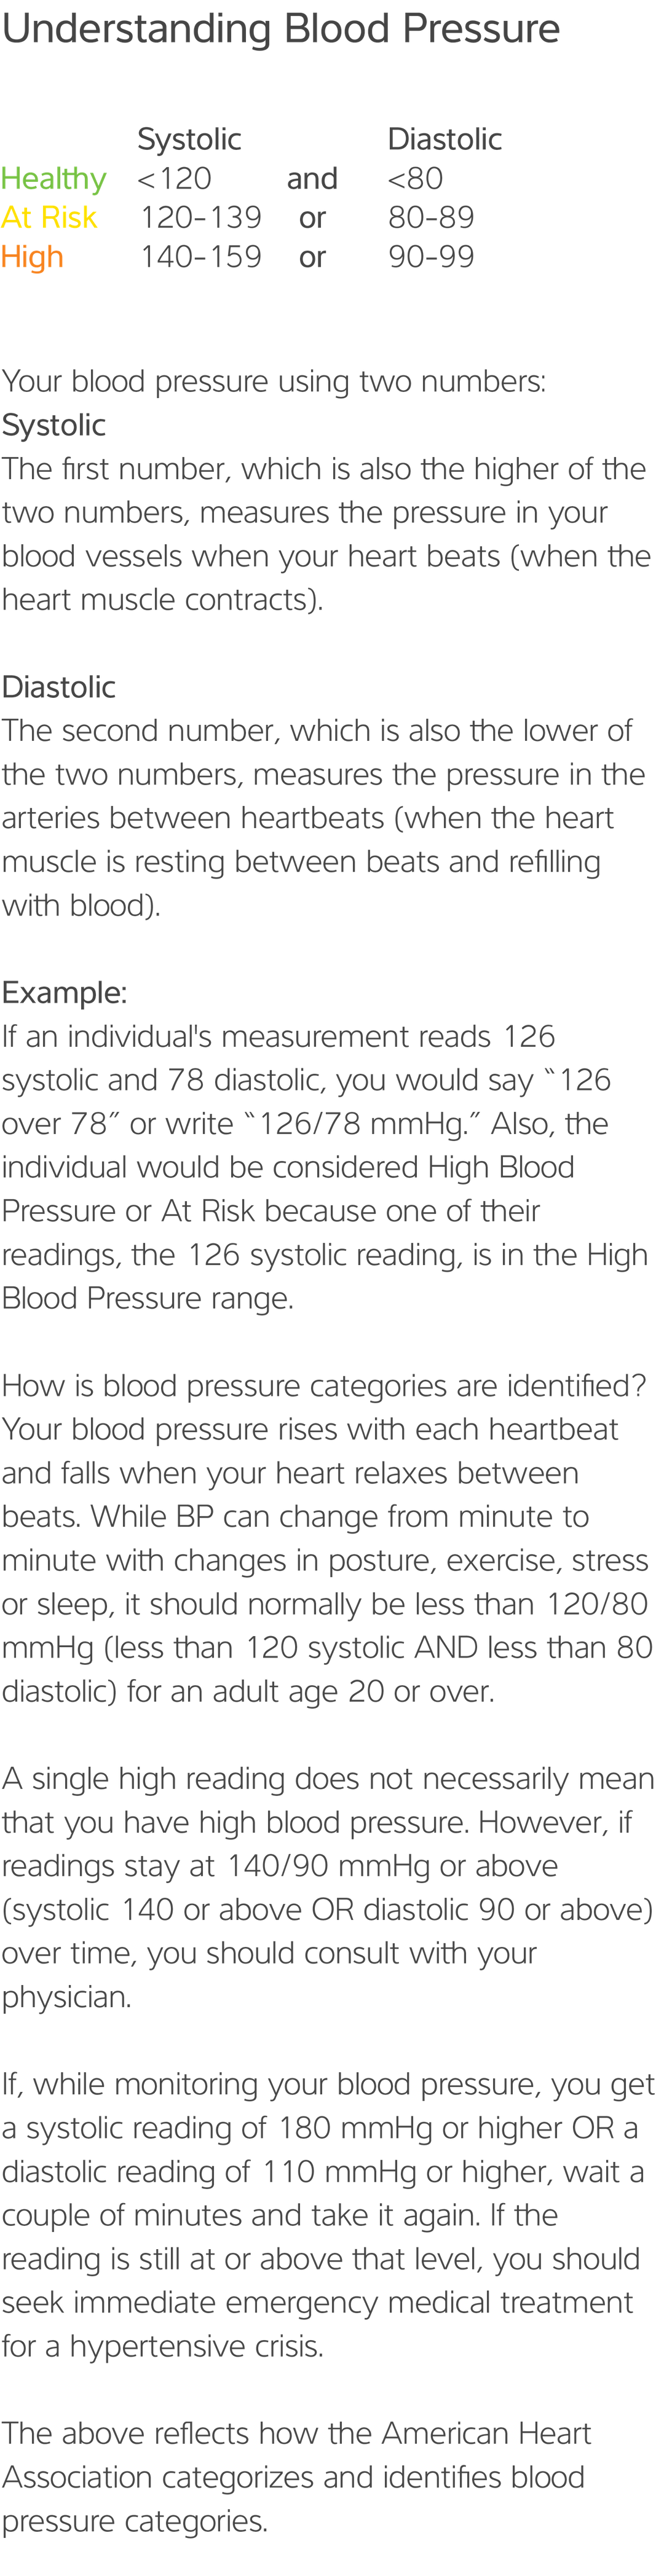 Understanding Blood Pressure
Systolic Diastolic
Healthy <120 and <80
At Risk 120-139 or 80-89
High 140-159 or 90-99
Your blood pressure using two numbers:
Systolic
The first number, which is also the higher of the
two numbers, measures the pressure in your
blood vessels when your heart beats (when the
heart muscle contracts).
Diastolic
The second number, which is also the lower of
the two numbers, measures the pressure in the
arteries between heartbeats (when the heart
muscle is resting between beats and refilling
with blood).
Example:
If an individual's measurement reads 126
systolic and 78 diastolic, you would say “126
over 78” or write “126/78 mmHg.” Also, the
individual would be considered High Blood
Pressure or At Risk because one of their
readings, the 126 systolic reading, is in the High
Blood Pressure range.
How is blood pressure categories are identified?
Your blood pressure rises with each heartbeat
and falls when your heart relaxes between
beats. While BP can change from minute to
minute with changes in posture, exercise, stress
or sleep, it should normally be less than 120/80
mmHg (less than 120 systolic AND less than 80
diastolic) for an adult age 20 or over.
A single high reading does not necessarily mean
that you have high blood pressure. However, if
readings stay at 140/90 mmHg or above
(systolic 140 or above OR diastolic 90 or above)
over time, you should consult with your
physician.
If, while monitoring your blood pressure, you get
a systolic reading of 180 mmHg or higher OR a
diastolic reading of 110 mmHg or higher, wait a
couple of minutes and take it again. If the
reading is still at or above that level, you should
seek immediate emergency medical treatment
for a hypertensive crisis.
The above reflects how the American Heart
Association categorizes and identifies blood
pressure categories.